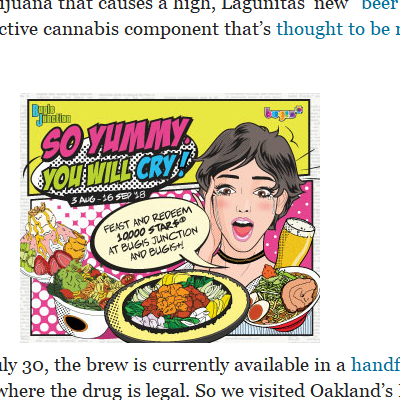 ijuana that causes a high, Lagunitas' new "beer
ctive cannabis component that's thought to be
Bugis
Junction
bugis+
SO YUMMY,
YOU WILL CRY!
3 AUG - 16 SEP '18
FEAST AND REDEEM
10000 STAR$®
AT BUGIS JUNCTION
AND BUGIS+!
uly 30, the brew is currently available in a handf
where the drug is legal. So we visited Oakland's